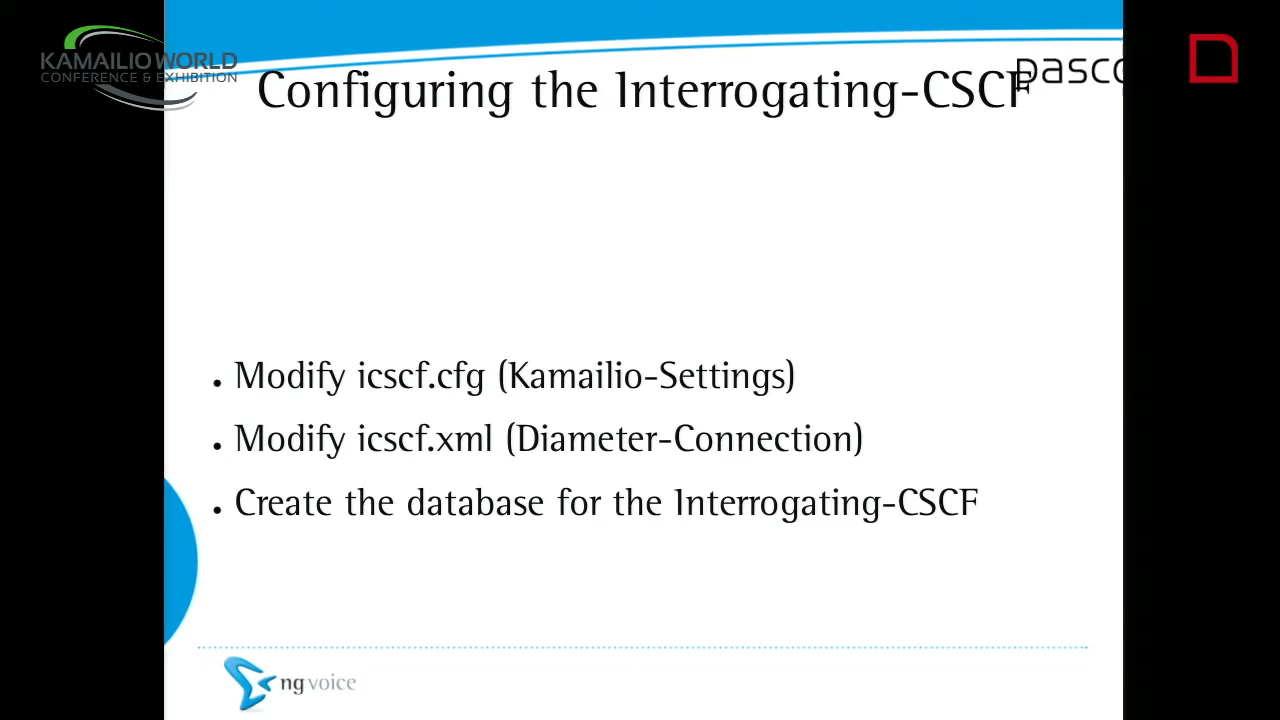 KAMAILIO WORLD
CONFERENCE & EXHIBITION
pasco
Configuring the Interrogating-CSCF
• Modify icscf.cfg (Kamailio-Settings)
• Modify icscf.xml (Diameter-Connection)
• Create the database for the Interrogating-CSCF
ng voice